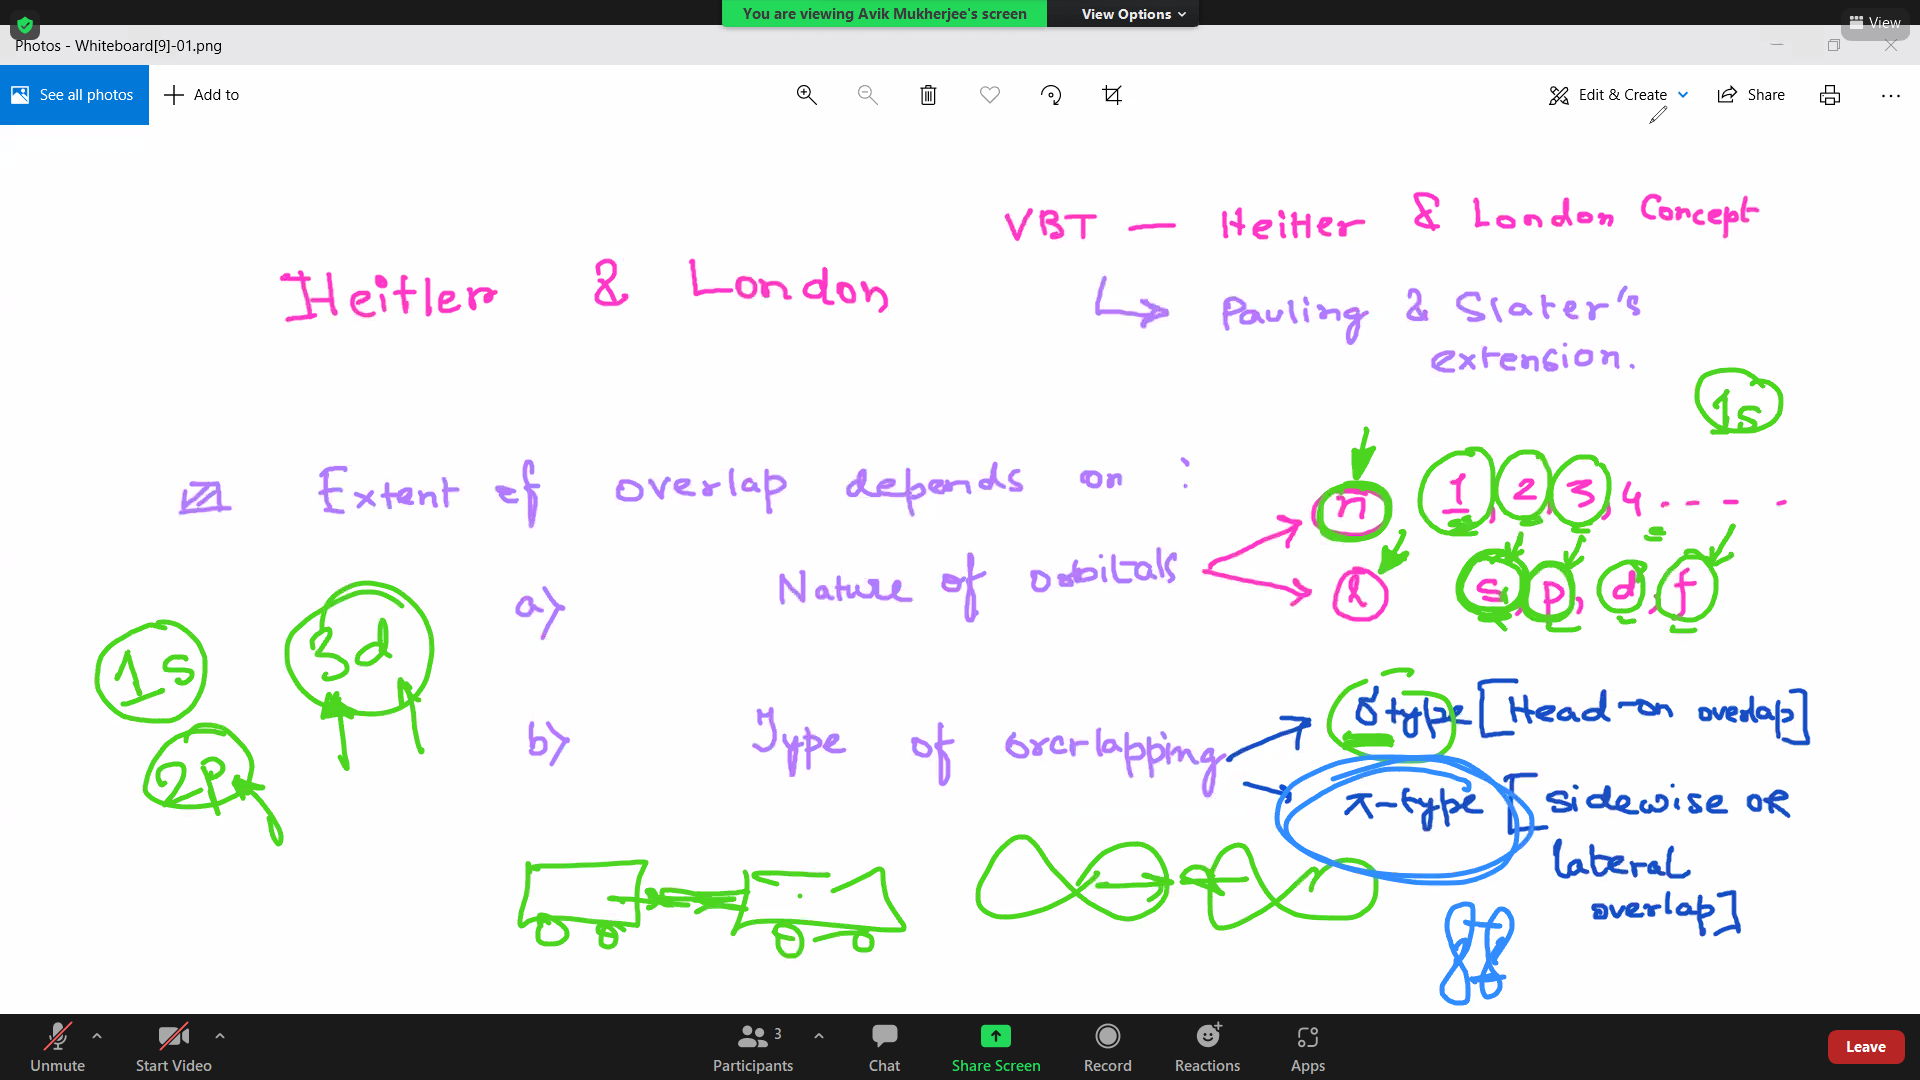 You are viewing Avik Mukherjee's screen
View Options
View
Photos - Whiteboard[9]-01.png
See all photos
Add to
Edit & Create
Share
VBT — Heitler & London Concept
Heitler & London
Pauling & Slater's
extension.
1s
Extent of overlap depends on :
n 1, 2, 3, 4 - - - -
a) Nature of orbitals
l s, p, d, f
1s
3d
2p
b) Type of overlapping
σ type [Head-on overlap]
π-type [sidewise OR
lateral
overlap]
Unmute
Start Video
Participants
3
Chat
Share Screen
Record
Reactions
Apps
Leave